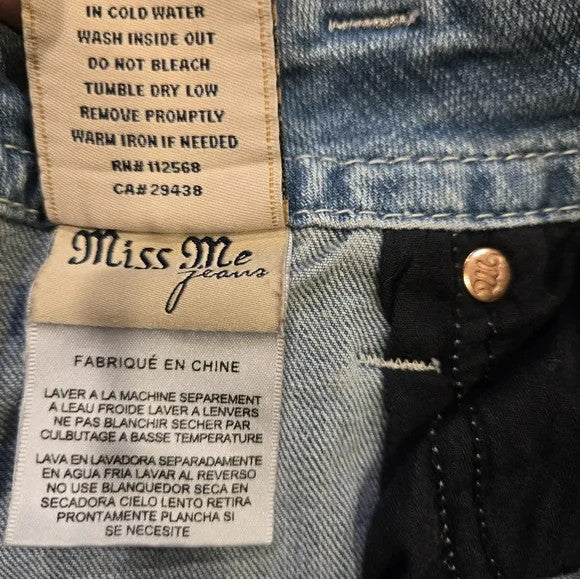 IN COLD WATER
WASH INSIDE OUT
DO NOT BLEACH
TUMBLE DRY LOW
REMOVE PROMPTLY
WARM IRON IF NEEDED
RN# 112568
CA# 29438
Miss Me
jeans
M
FABRIQUÉ EN CHINE
LAVER A LA MACHINE SEPAREMENT
A LEAU FROIDE LAVER A LENVERS
NE PAS BLANCHIR SECHER PAR
CULBUTAGE A BASSE TEMPERATURE
LAVA EN LAVADORA SEPARADAMENTE
EN AGUA FRIA LAVAR AL REVERSO
NO USE BLANQUEDOR SECA EN
SECADORA CIELO LENTO RETIRA
PRONTAMENTE PLANCHA SI
SE NECESITE